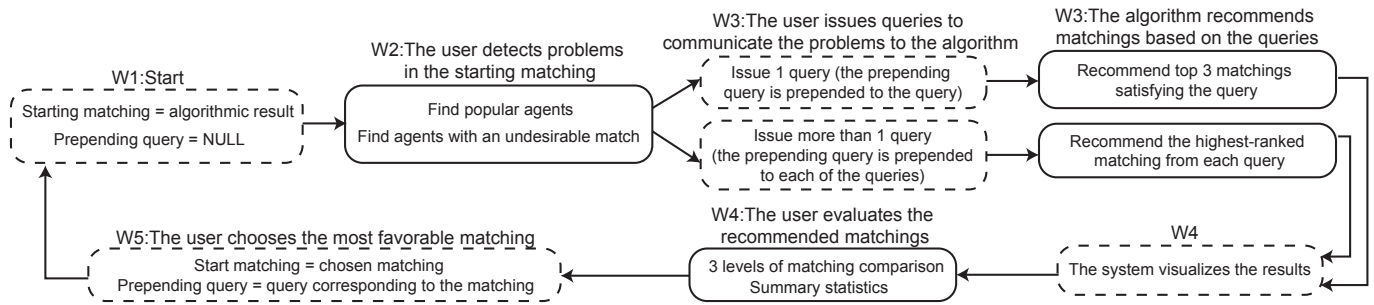 W1:Start
Starting matching = algorithmic result
Prepending query = NULL
W2:The user detects problems
in the starting matching
Find popular agents
Find agents with an undesirable match
W3:The user issues queries to
communicate the problems to the algorithm
Issue 1 query (the prepending
query is prepended to the query)
Issue more than 1 query
(the prepending query is prepended
to each of the queries)
W3:The algorithm recommends
matchings based on the queries
Recommend top 3 matchings
satisfying the query
Recommend the highest-ranked
matching from each query
W4
The system visualizes the results
W4:The user evaluates the
recommended matchings
3 levels of matching comparison
Summary statistics
W5:The user chooses the most favorable matching
Start matching = chosen matching
Prepending query = query corresponding to the matching